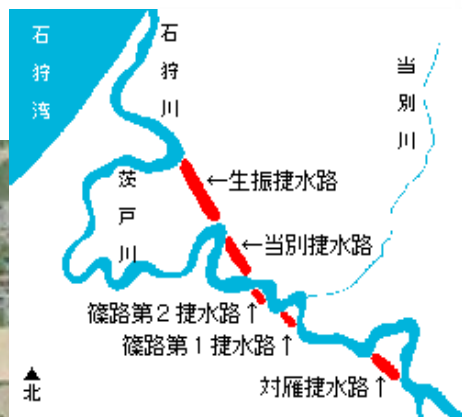 石狩湾
石狩川
当別川
茨戸川
←生振捷水路
←当別捷水路
篠路第2捷水路↑
篠路第1捷水路↑
対雁捷水路↑
▲
北